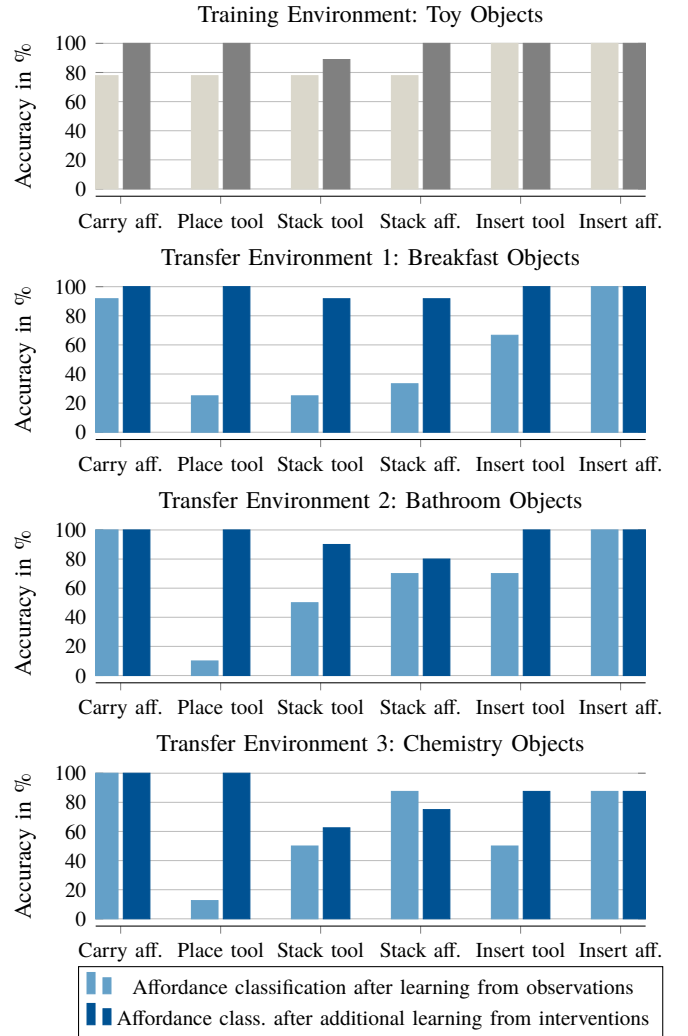 Training Environment: Toy Objects
Accuracy in %
100
80
60
40
20
0
Carry aff. Place tool Stack tool Stack aff. Insert tool Insert aff.
Transfer Environment 1: Breakfast Objects
Accuracy in %
100
80
60
40
20
0
Carry aff. Place tool Stack tool Stack aff. Insert tool Insert aff.
Transfer Environment 2: Bathroom Objects
Accuracy in %
100
80
60
40
20
0
Carry aff. Place tool Stack tool Stack aff. Insert tool Insert aff.
Transfer Environment 3: Chemistry Objects
Accuracy in %
100
80
60
40
20
0
Carry aff. Place tool Stack tool Stack aff. Insert tool Insert aff.
Affordance classification after learning from observations
Affordance class. after additional learning from interventions